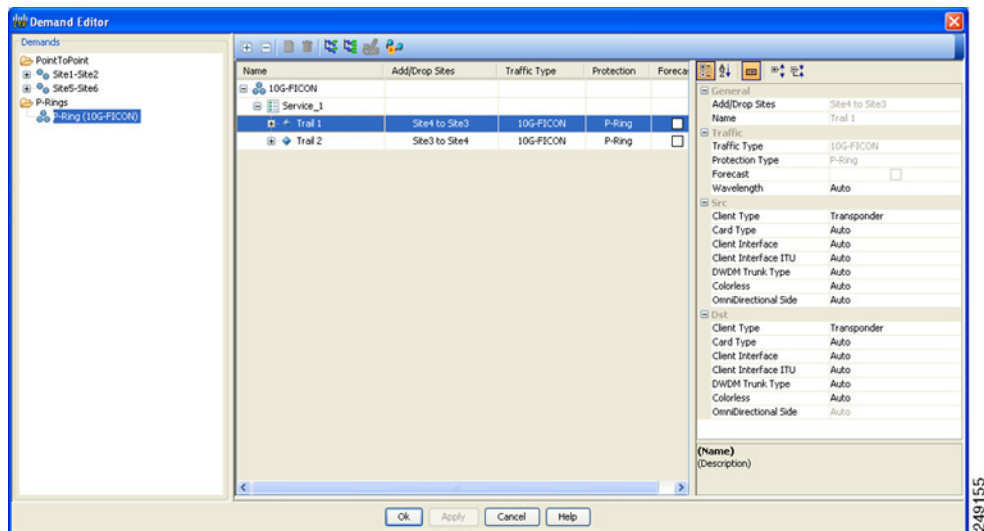 Demand Editor
Demands
PointToPoint
Site1-Site2
Site5-Site6
P-Rings
P-Ring (10G-FICON)
Name Add/Drop Sites Traffic Type Protection Forecas
10G-FICON
Service_1
Trail 1 Site4 to Site3 10G-FICON P-Ring
Trail 2 Site3 to Site4 10G-FICON P-Ring
General
Add/Drop Sites Site4 to Site3
Name Trail 1
Traffic
Traffic Type 10G-FICON
Protection Type P-Ring
Forecast
Wavelength Auto
Src
Client Type Transponder
Card Type Auto
Client Interface Auto
Client Interface ITU Auto
DWDM Trunk Type Auto
Colorless Auto
OmniDirectional Side Auto
Dst
Client Type Transponder
Card Type Auto
Client Interface Auto
Client Interface ITU Auto
DWDM Trunk Type Auto
Colorless Auto
OmniDirectional Side Auto
(Name)
(Description)
Ok Apply Cancel Help
249155